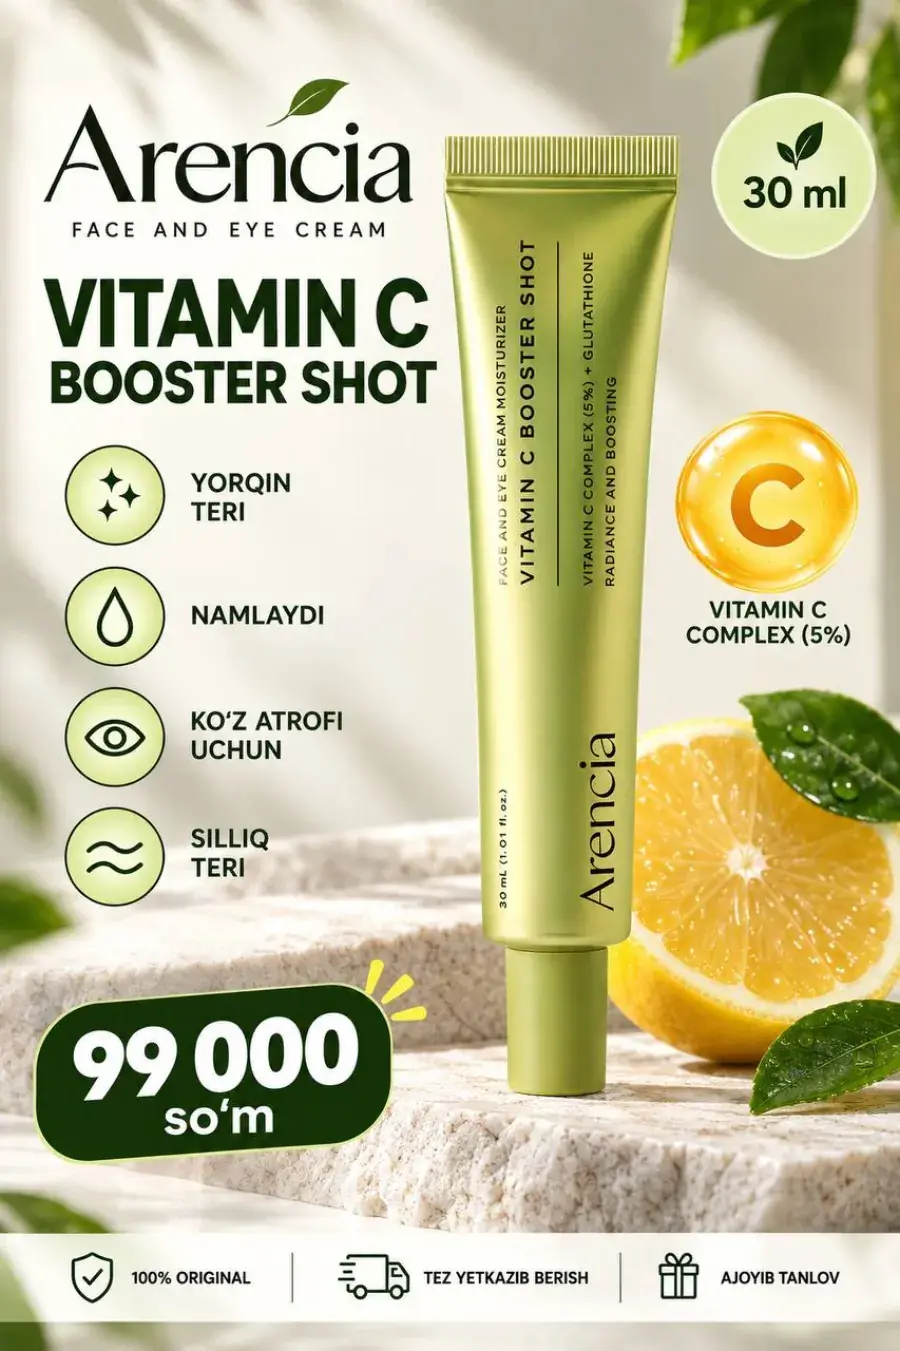 Arencia
FACE AND EYE CREAM
VITAMIN C
BOOSTER SHOT
30 ml
YORQIN
TERI
NAMLAYDI
KO‘Z ATROFI
UCHUN
SILLIQ
TERI
FACE AND EYE CREAM MOISTURIZER
VITAMIN C BOOSTER SHOT
VITAMIN C COMPLEX (5%) + GLUTATHIONE
RADIANCE AND BOOSTING
30 mL (1.01 fl.oz.)
Arencia
C
VITAMIN C
COMPLEX (5%)
99 000
so‘m
100% ORIGINAL
TEZ YETKAZIB BERISH
AJOYIB TANLOV